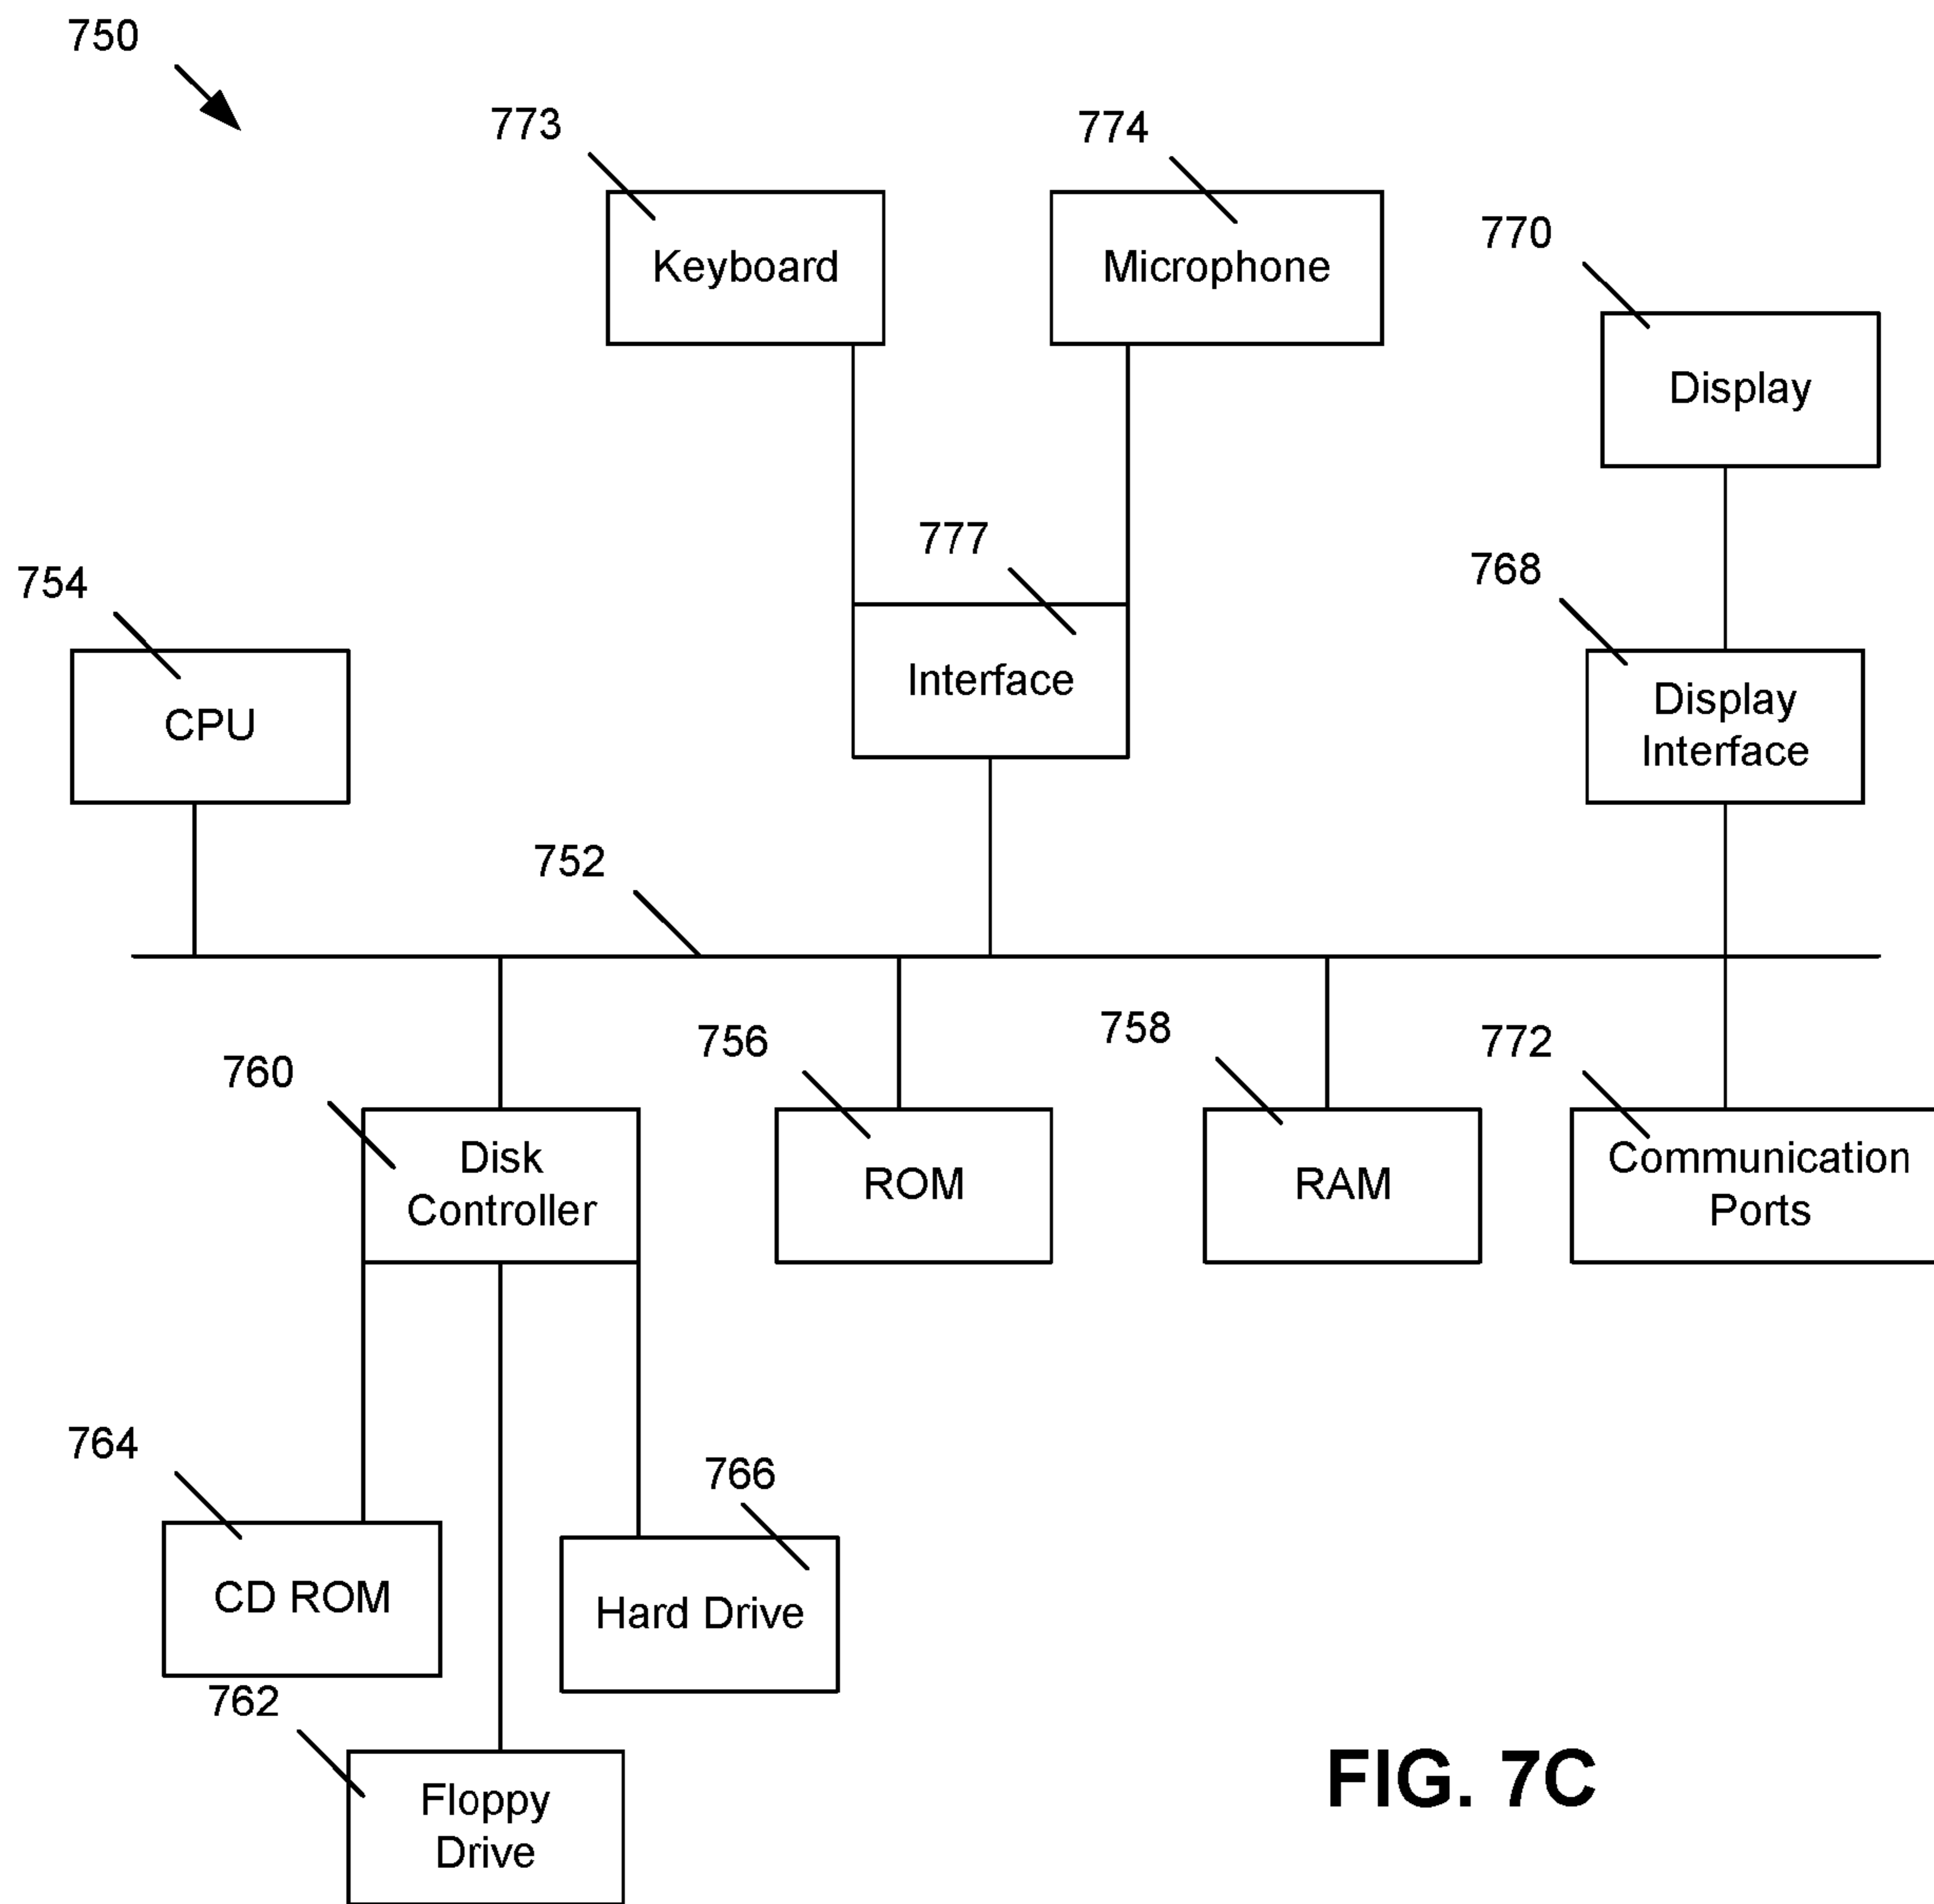 750
773
774
Keyboard
Microphone
770
Display
777
754
768
Interface
CPU
Display
Interface
752
756
758
772
760
Disk
Controller
ROM
RAM
Communication
Ports
764
766
CD ROM
Hard Drive
762
Floppy
Drive
FIG. 7C